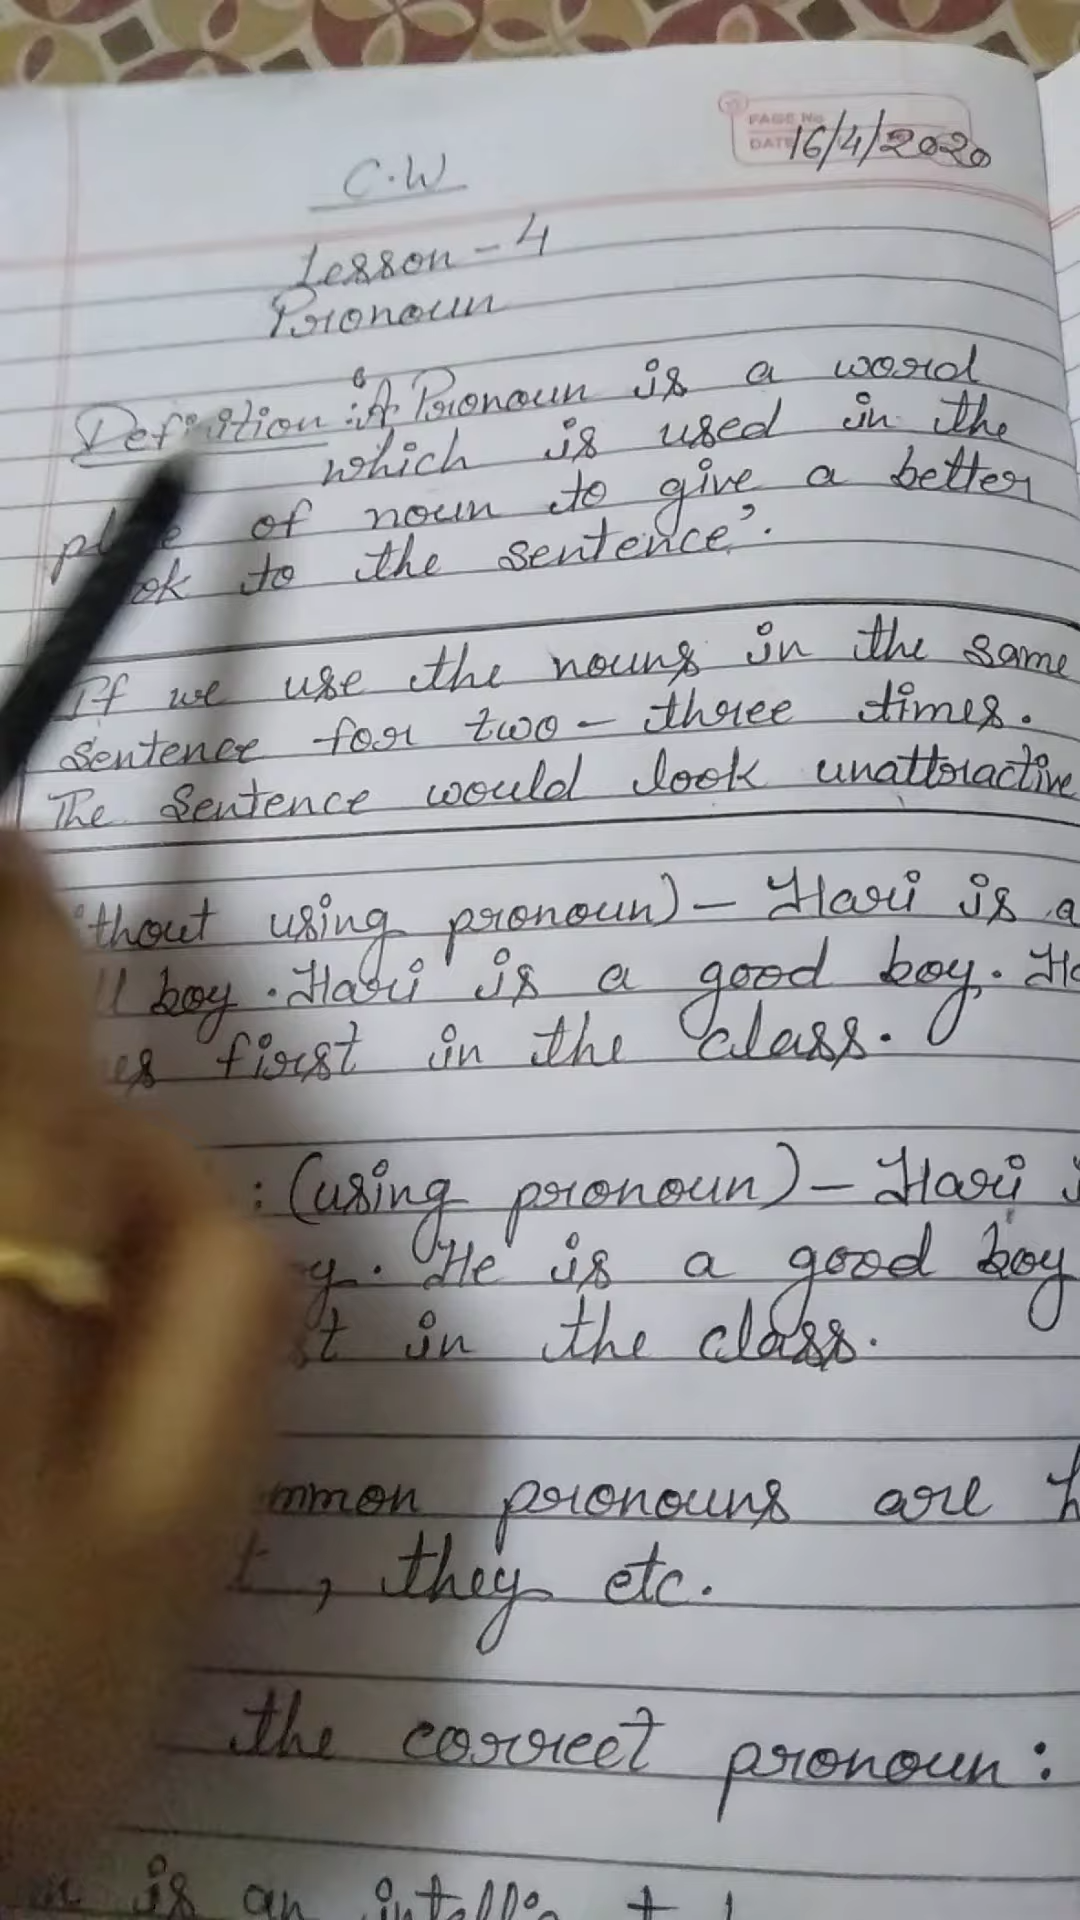 PAGE No.
DATE 16/4/2020
C.W
Lesson - 4
Pronoun
Definition : A Pronoun is a word
which is used in the
of noun to give a better
to the sentence".
If we use the nouns in the same
sentence for two - three times.
The Sentence would look unattractive
using pronoun) - Hari is a
boy. Hari is a good boy.
first in the class.
: (using pronoun) - Hari
He is a good boy
in the class.
pronouns are
, they etc.
the correct pronoun :
is an